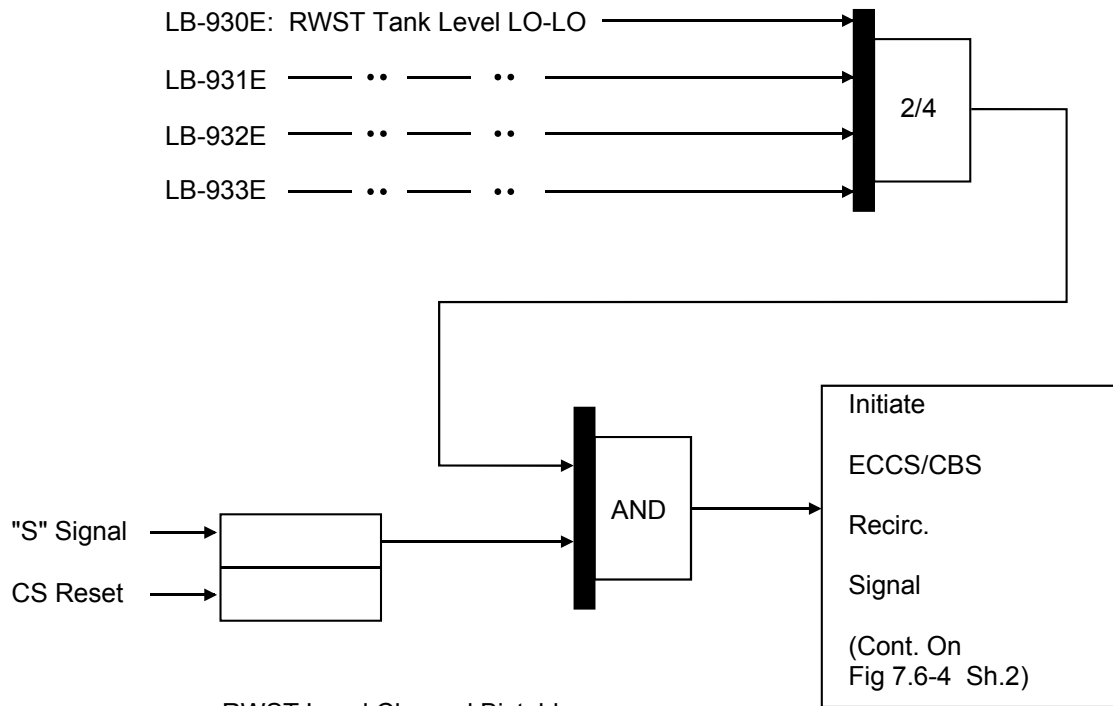 LB-930E: RWST Tank Level LO-LO
LB-931E
LB-932E
LB-933E
2/4
"S" Signal
CS Reset
AND
Initiate
ECCS/CBS
Recirc.
Signal
(Cont. On
Fig 7.6-4 Sh.2)